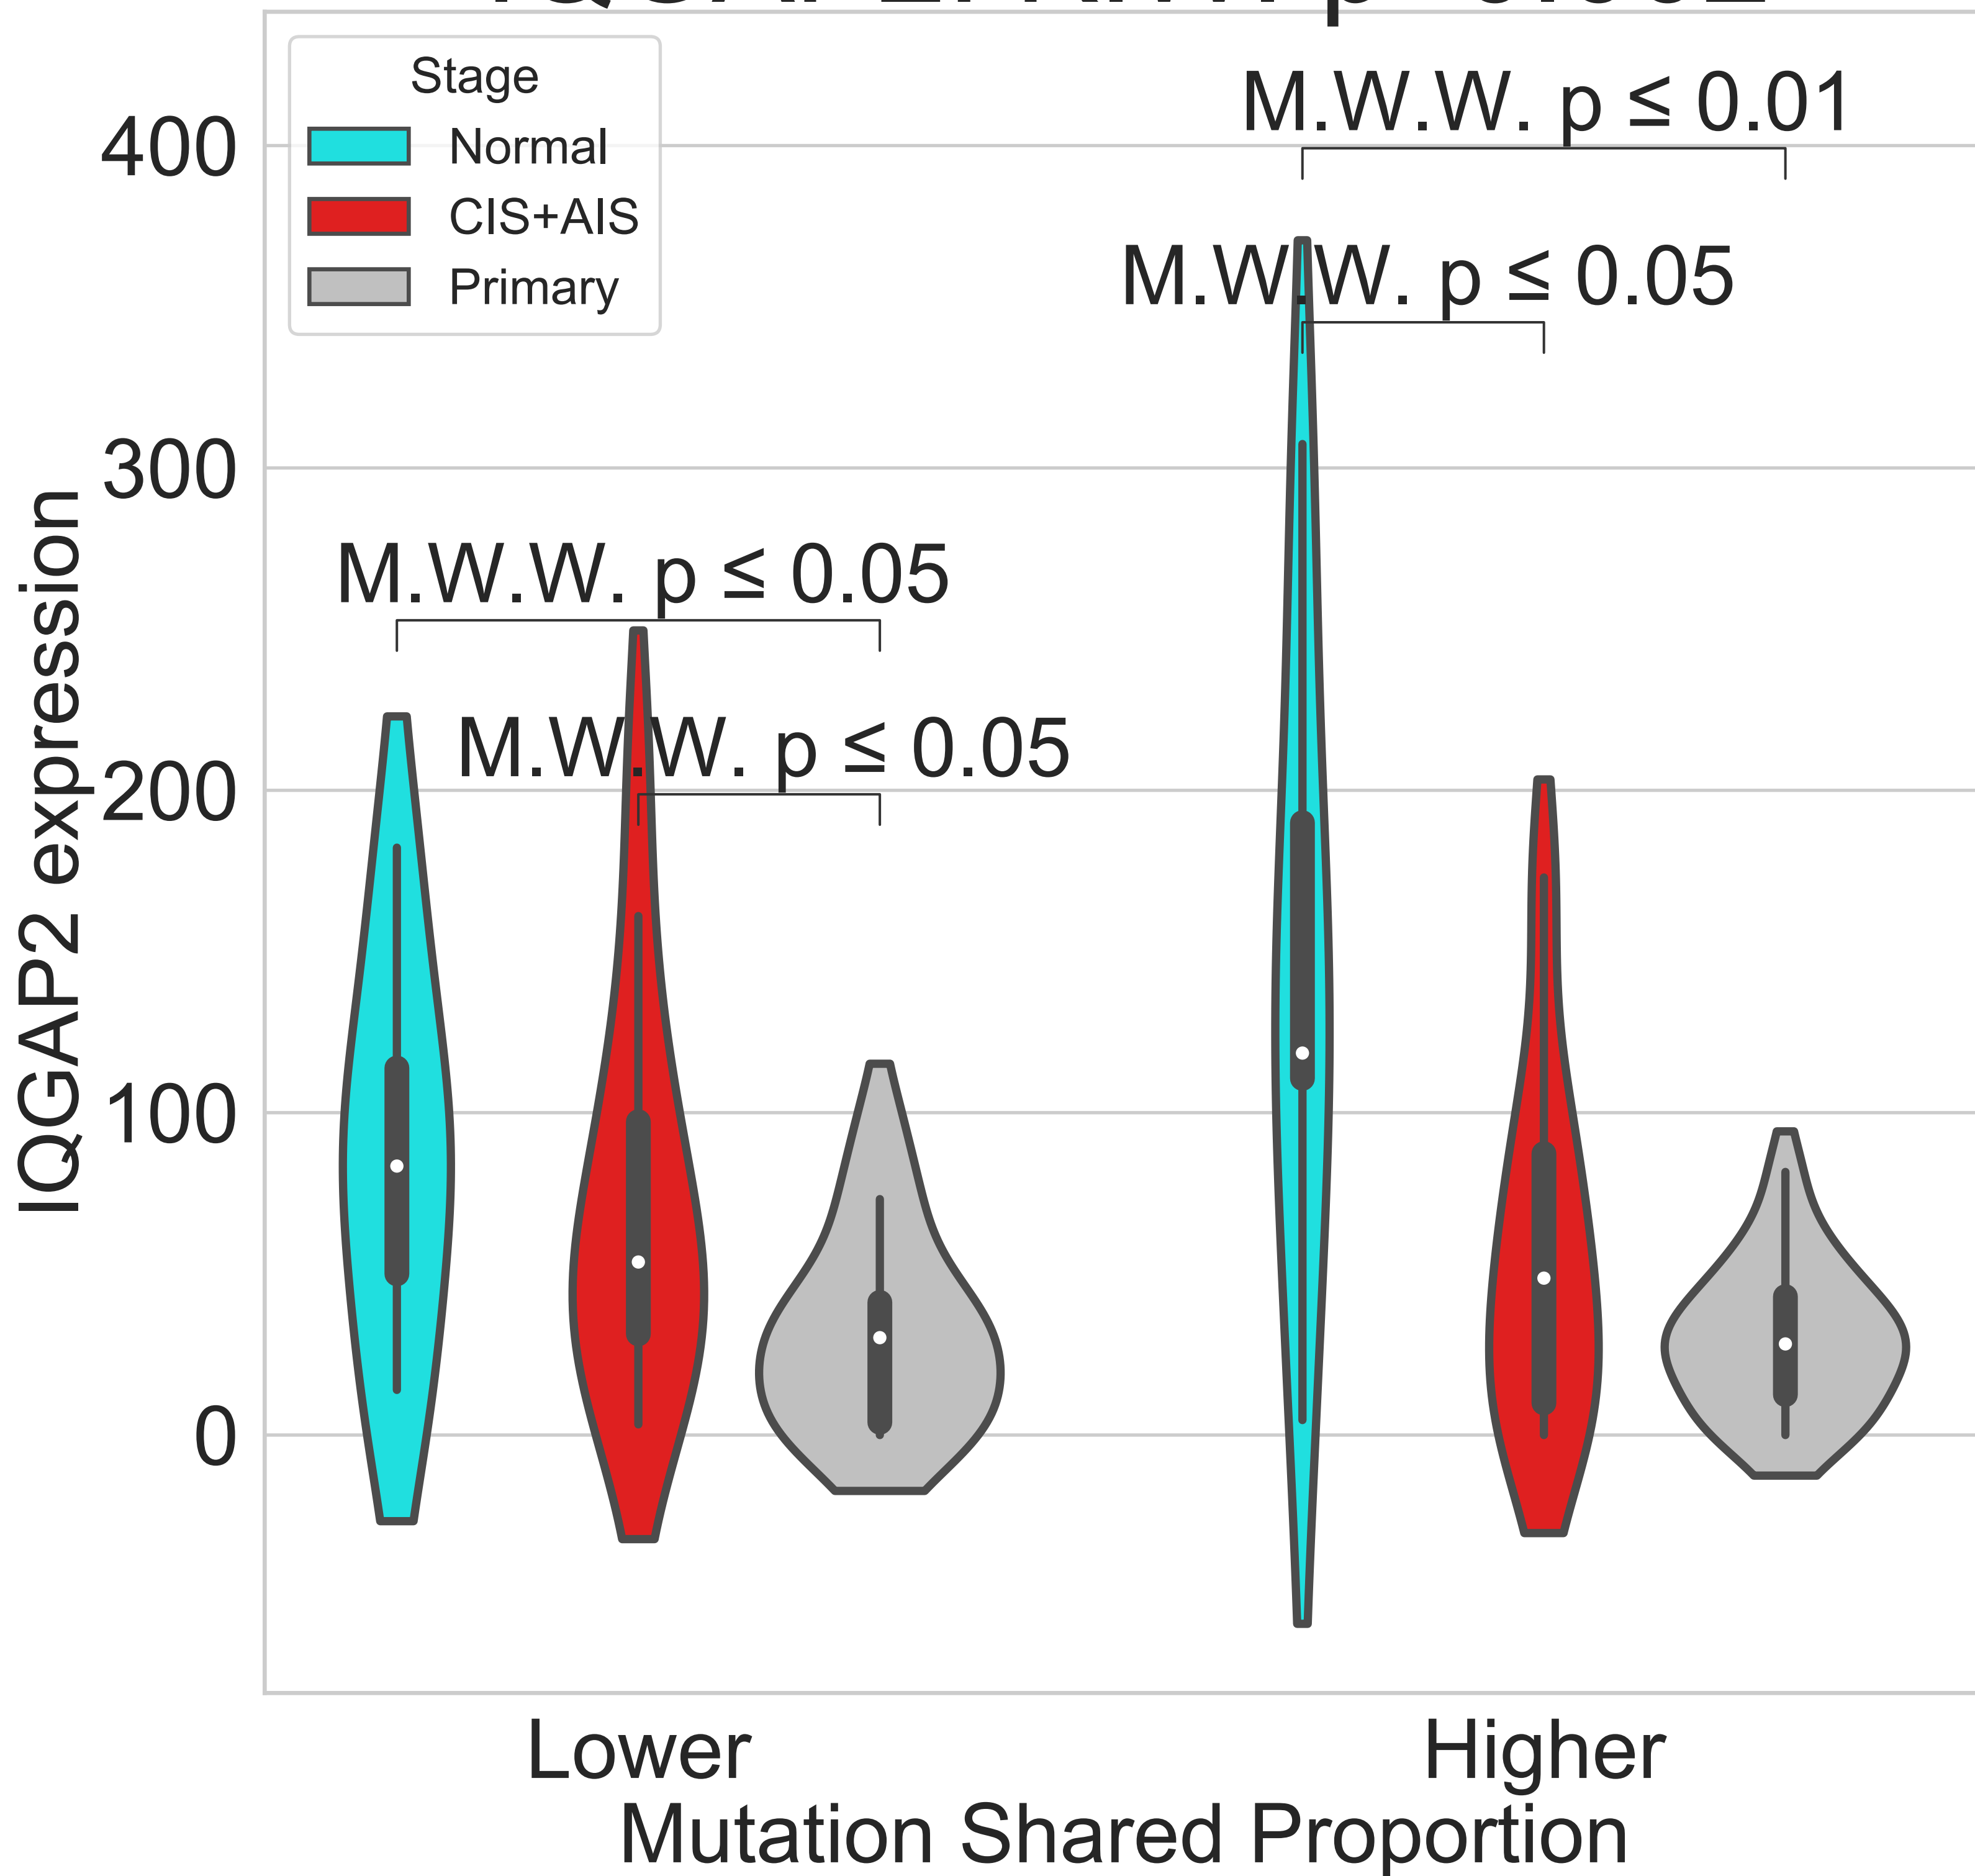 Stage
Normal
CIS+AIS
Primary
M.W.W. p ≤ 0.01
M.W.W. p ≤ 0.05
M.W.W. p ≤ 0.05
M.W.W. p ≤ 0.05
400
300
200
100
0
IQGAP2 expression
Lower
Higher
Mutation Shared Proportion